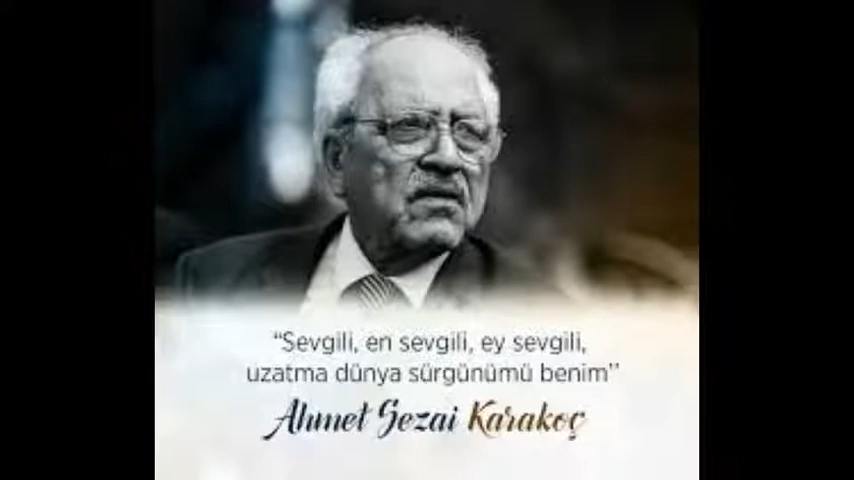 “Sevgili, en sevgili, ey sevgili,
uzatma dünya sürgünümü benim”
Ahmet Sezai Karakoç